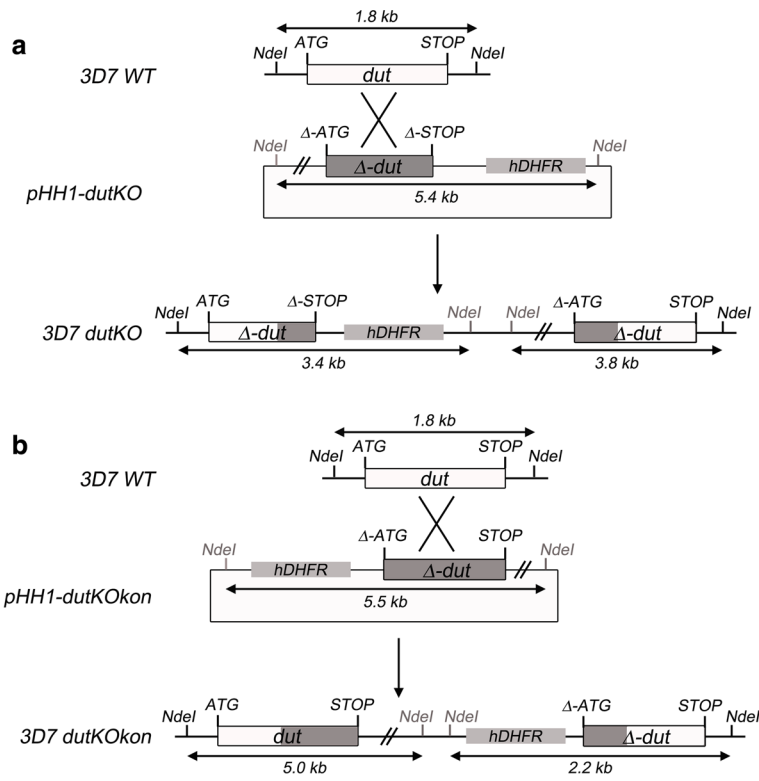 a
1.8 kb
NdeI ATG STOP NdeI
3D7 WT
dut
NdeI Δ-ATG Δ-STOP NdeI
Δ-dut hDHFR
pHH1-dutKO
5.4 kb
NdeI ATG Δ-STOP NdeI NdeI Δ-ATG STOP NdeI
3D7 dutKO
Δ-dut hDHFR Δ-dut
3.4 kb 3.8 kb
b
1.8 kb
NdeI ATG STOP NdeI
3D7 WT
dut
NdeI Δ-ATG STOP NdeI
hDHFR Δ-dut
pHH1-dutKOkon
5.5 kb
NdeI ATG STOP NdeI NdeI Δ-ATG STOP NdeI
3D7 dutKOkon
dut hDHFR Δ-dut
5.0 kb 2.2 kb